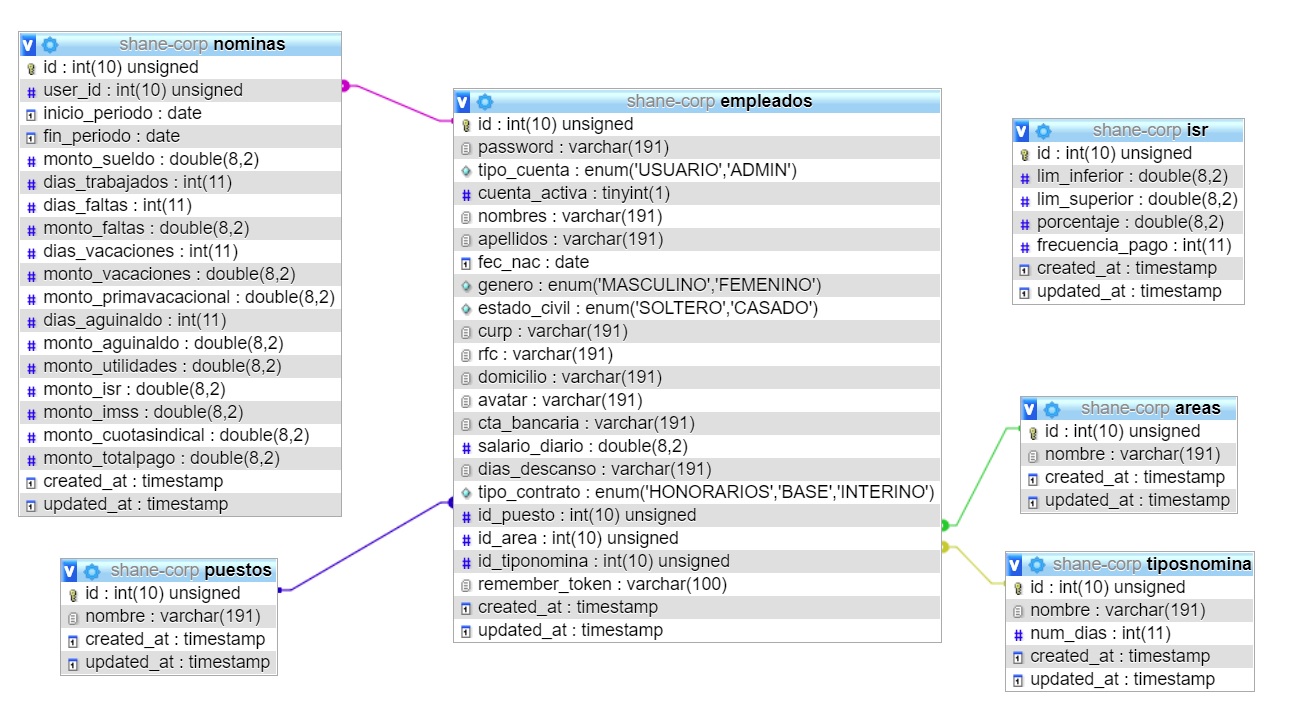 shane-corp nominas
id : int(10) unsigned
user_id : int(10) unsigned
inicio_periodo : date
fin_periodo : date
monto_sueldo : double(8,2)
dias_trabajados : int(11)
dias_faltas : int(11)
monto_faltas : double(8,2)
dias_vacaciones : int(11)
monto_vacaciones : double(8,2)
monto_primavacacional : double(8,2)
dias_aguinaldo : int(11)
monto_aguinaldo : double(8,2)
monto_utilidades : double(8,2)
monto_isr : double(8,2)
monto_imss : double(8,2)
monto_cuotasindical : double(8,2)
monto_totalpago : double(8,2)
created_at : timestamp
updated_at : timestamp
shane-corp puestos
id : int(10) unsigned
nombre : varchar(191)
created_at : timestamp
updated_at : timestamp
shane-corp empleados
id : int(10) unsigned
password : varchar(191)
tipo_cuenta : enum('USUARIO','ADMIN')
cuenta_activa : tinyint(1)
nombres : varchar(191)
apellidos : varchar(191)
fec_nac : date
genero : enum('MASCULINO','FEMENINO')
estado_civil : enum('SOLTERO','CASADO')
curp : varchar(191)
rfc : varchar(191)
domicilio : varchar(191)
avatar : varchar(191)
cta_bancaria : varchar(191)
salario_diario : double(8,2)
dias_descanso : varchar(191)
tipo_contrato : enum('HONORARIOS','BASE','INTERINO')
id_puesto : int(10) unsigned
id_area : int(10) unsigned
id_tiponomina : int(10) unsigned
remember_token : varchar(100)
created_at : timestamp
updated_at : timestamp
shane-corp isr
id : int(10) unsigned
lim_inferior : double(8,2)
lim_superior : double(8,2)
porcentaje : double(8,2)
frecuencia_pago : int(11)
created_at : timestamp
updated_at : timestamp
shane-corp areas
id : int(10) unsigned
nombre : varchar(191)
created_at : timestamp
updated_at : timestamp
shane-corp tiposnomina
id : int(10) unsigned
nombre : varchar(191)
num_dias : int(11)
created_at : timestamp
updated_at : timestamp